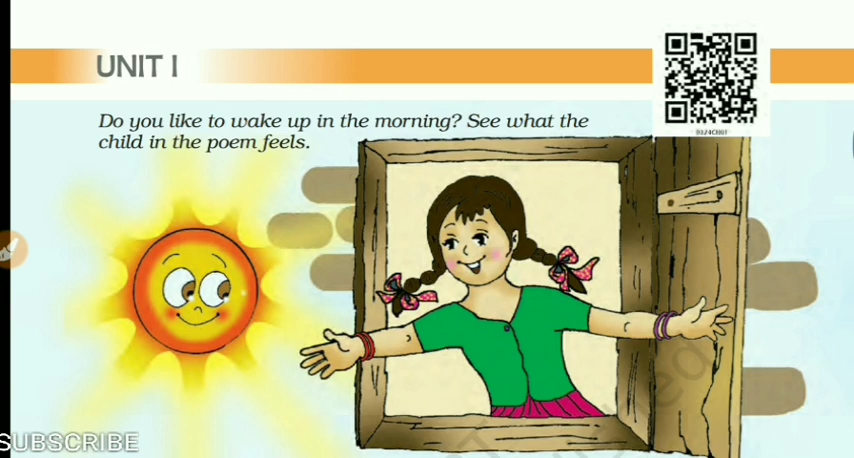 UNIT I
Do you like to wake up in the morning? See what the
child in the poem feels.
SUBSCRIBE